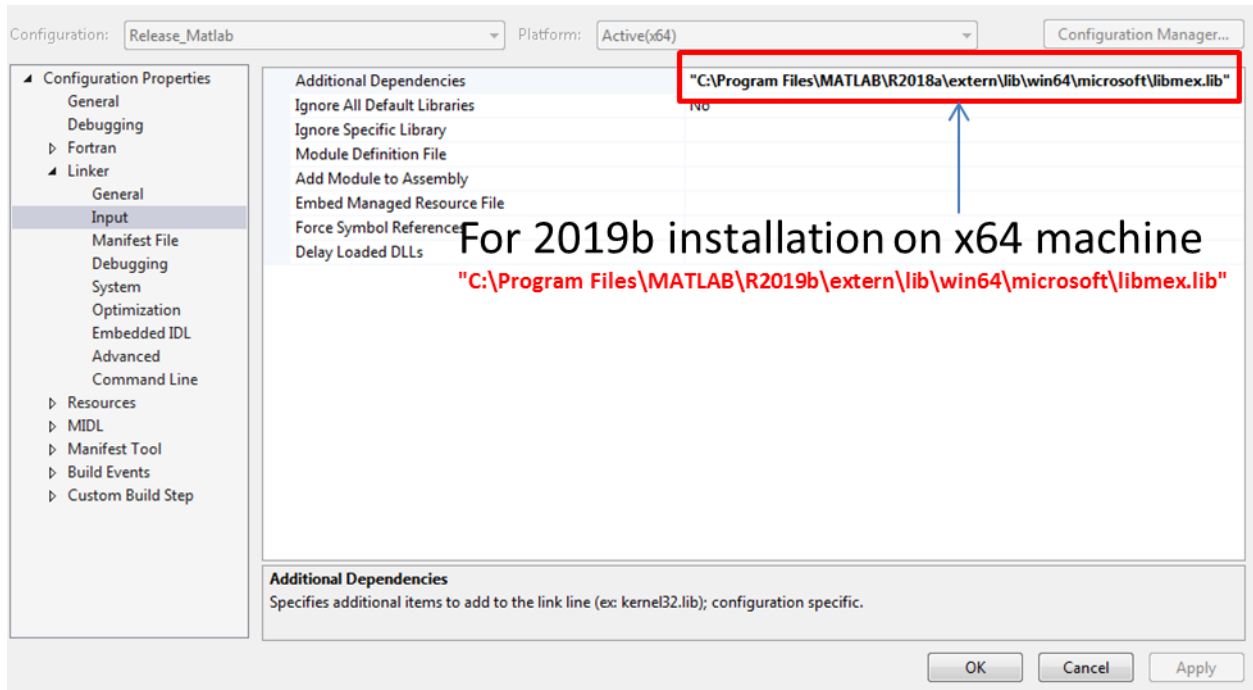 Configuration: Release_Matlab Platform: Active(x64) Configuration Manager...
Configuration Properties
General
Debugging
Fortran
Linker
General
Input
Manifest File
Debugging
System
Optimization
Embedded IDL
Advanced
Command Line
Resources
MIDL
Manifest Tool
Build Events
Custom Build Step
Additional Dependencies "C:\Program Files\MATLAB\R2018a\extern\lib\win64\microsoft\libmex.lib"
Ignore All Default Libraries No
Ignore Specific Library
Module Definition File
Add Module to Assembly
Embed Managed Resource File
Force Symbol References
Delay Loaded DLLs
For 2019b installation on x64 machine
"C:\Program Files\MATLAB\R2019b\extern\lib\win64\microsoft\libmex.lib"
Additional Dependencies
Specifies additional items to add to the link line (ex: kernel32.lib); configuration specific.
OK Cancel Apply